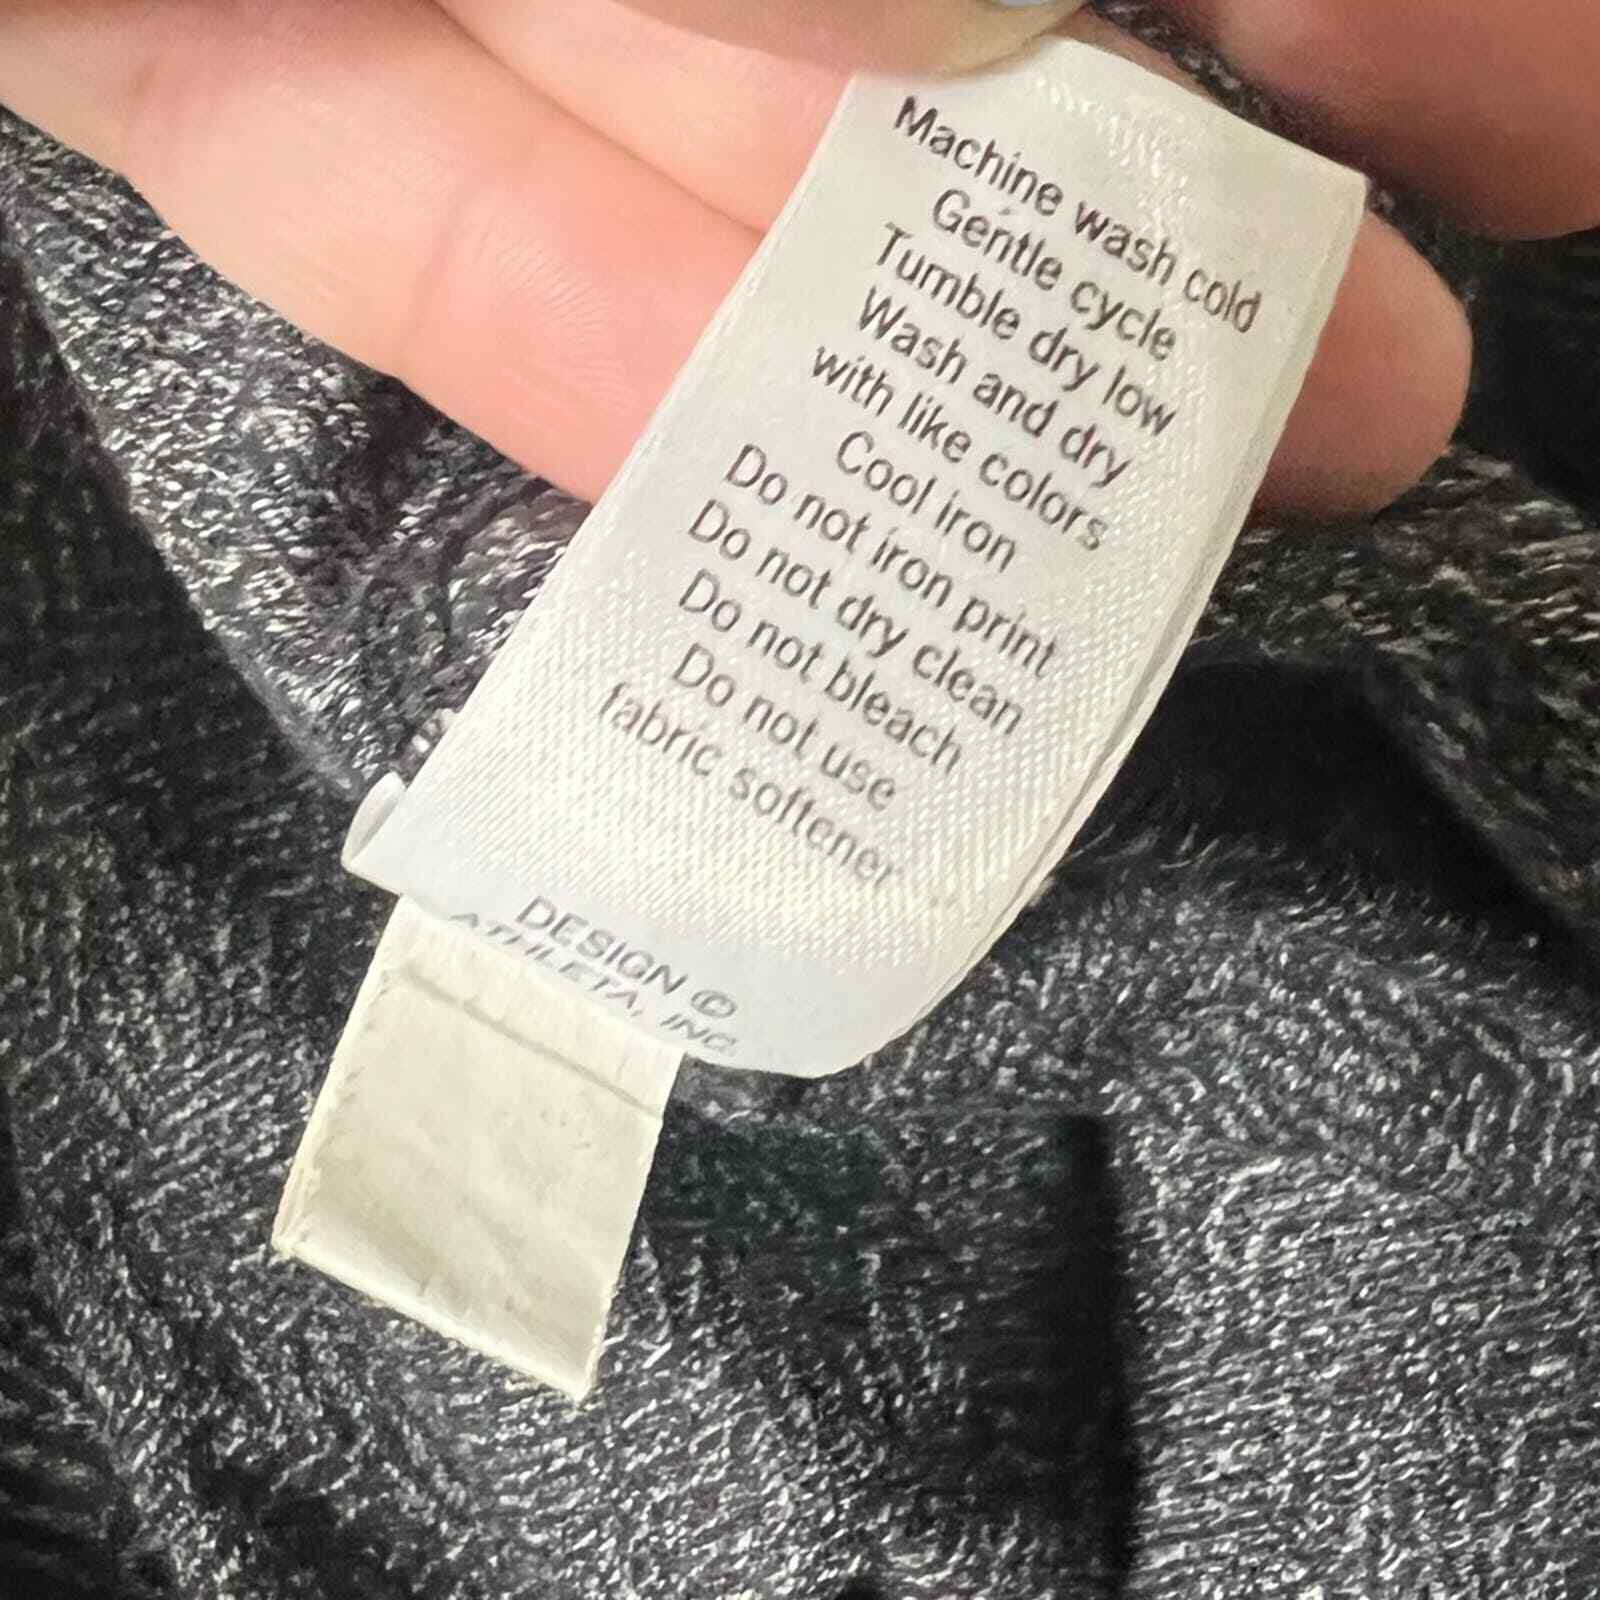 Machine wash cold
Gentle cycle
Tumble dry low
Wash and dry
with like colors
Cool iron
Do not iron print
Do not dry clean
Do not bleach
Do not use
fabric softener
DESIGN ©
ATHLETA, INC.